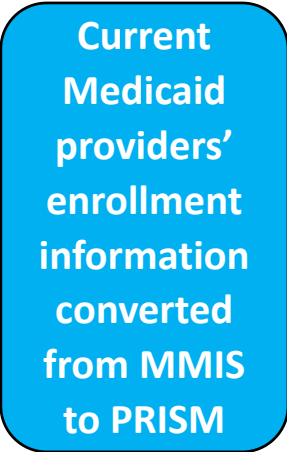 Current
Medicaid
providers’
enrollment
information
converted
from MMIS
to PRISM